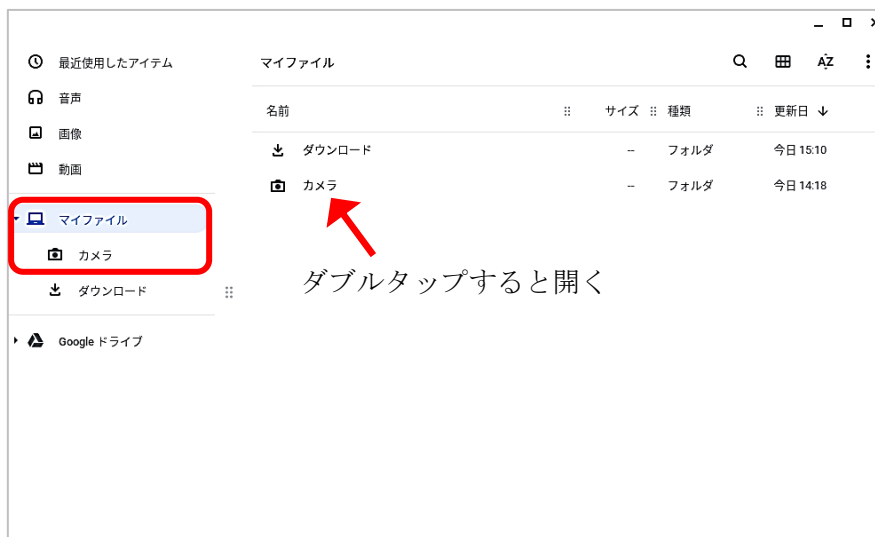 最近使用したアイテム
音声
画像
動画
マイファイル
カメラ
ダウンロード
Google ドライブ
マイファイル
AZ
名前 サイズ 種類 更新日
ダウンロード -- フォルダ 今日 15:10
カメラ -- フォルダ 今日 14:18
ダブルタップすると開く